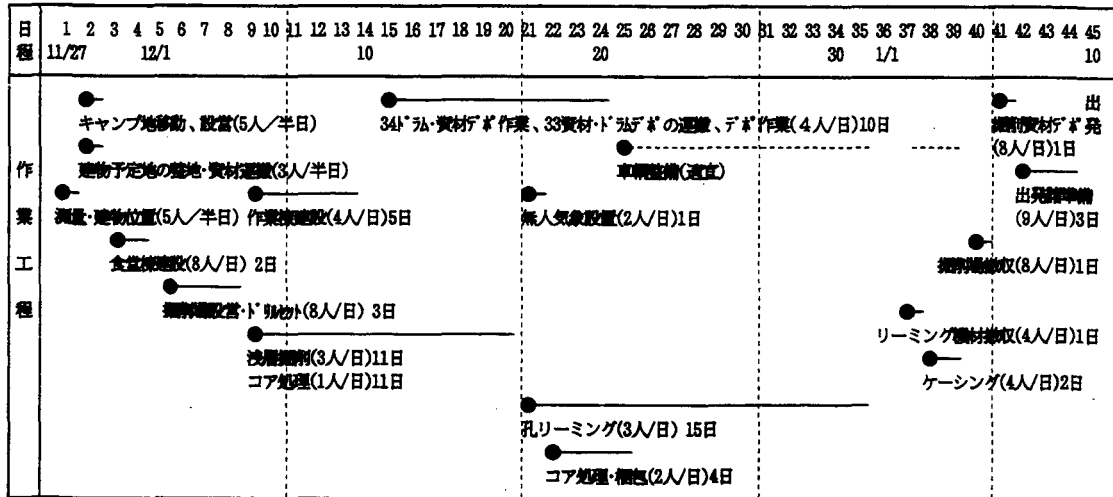 日程 1 2 3 4 5 6 7 8 9 10 11 12 13 14 15 16 17 18 19 20 21 22 23 24 25 26 27 28 29 30 31 32 33 34 35 36 37 38 39 40 41 42 43 44 45
11/27 12/1 10 20 30 1/1 10
作業工程
キャンプ地移動、設営(5人/半日)
34ドラム・資材デポ作業、33資材・ドラムデポの運搬、デポ作業(4人/日)10日
出発
掘削資材デポ
(8人/日)1日
建物予定地の整地・資材運搬(3人/半日)
車輌整備(適宜)
測量・建物位置(5人/半日)
作業棟建設(4人/日)5日
無人気象設置(2人/日)1日
出発諸準備
(9人/日)3日
食堂棟建設(8人/日) 2日
掘削場撤収(8人/日)1日
掘削場設営・ドリルセット(8人/日) 3日
リーミング機材撤収(4人/日)1日
浅層掘削(3人/日)11日
コア処理(1人/日)11日
ケーシング(4人/日)2日
孔リーミング(3人/日) 15日
コア処理・梱包(2人/日)4日